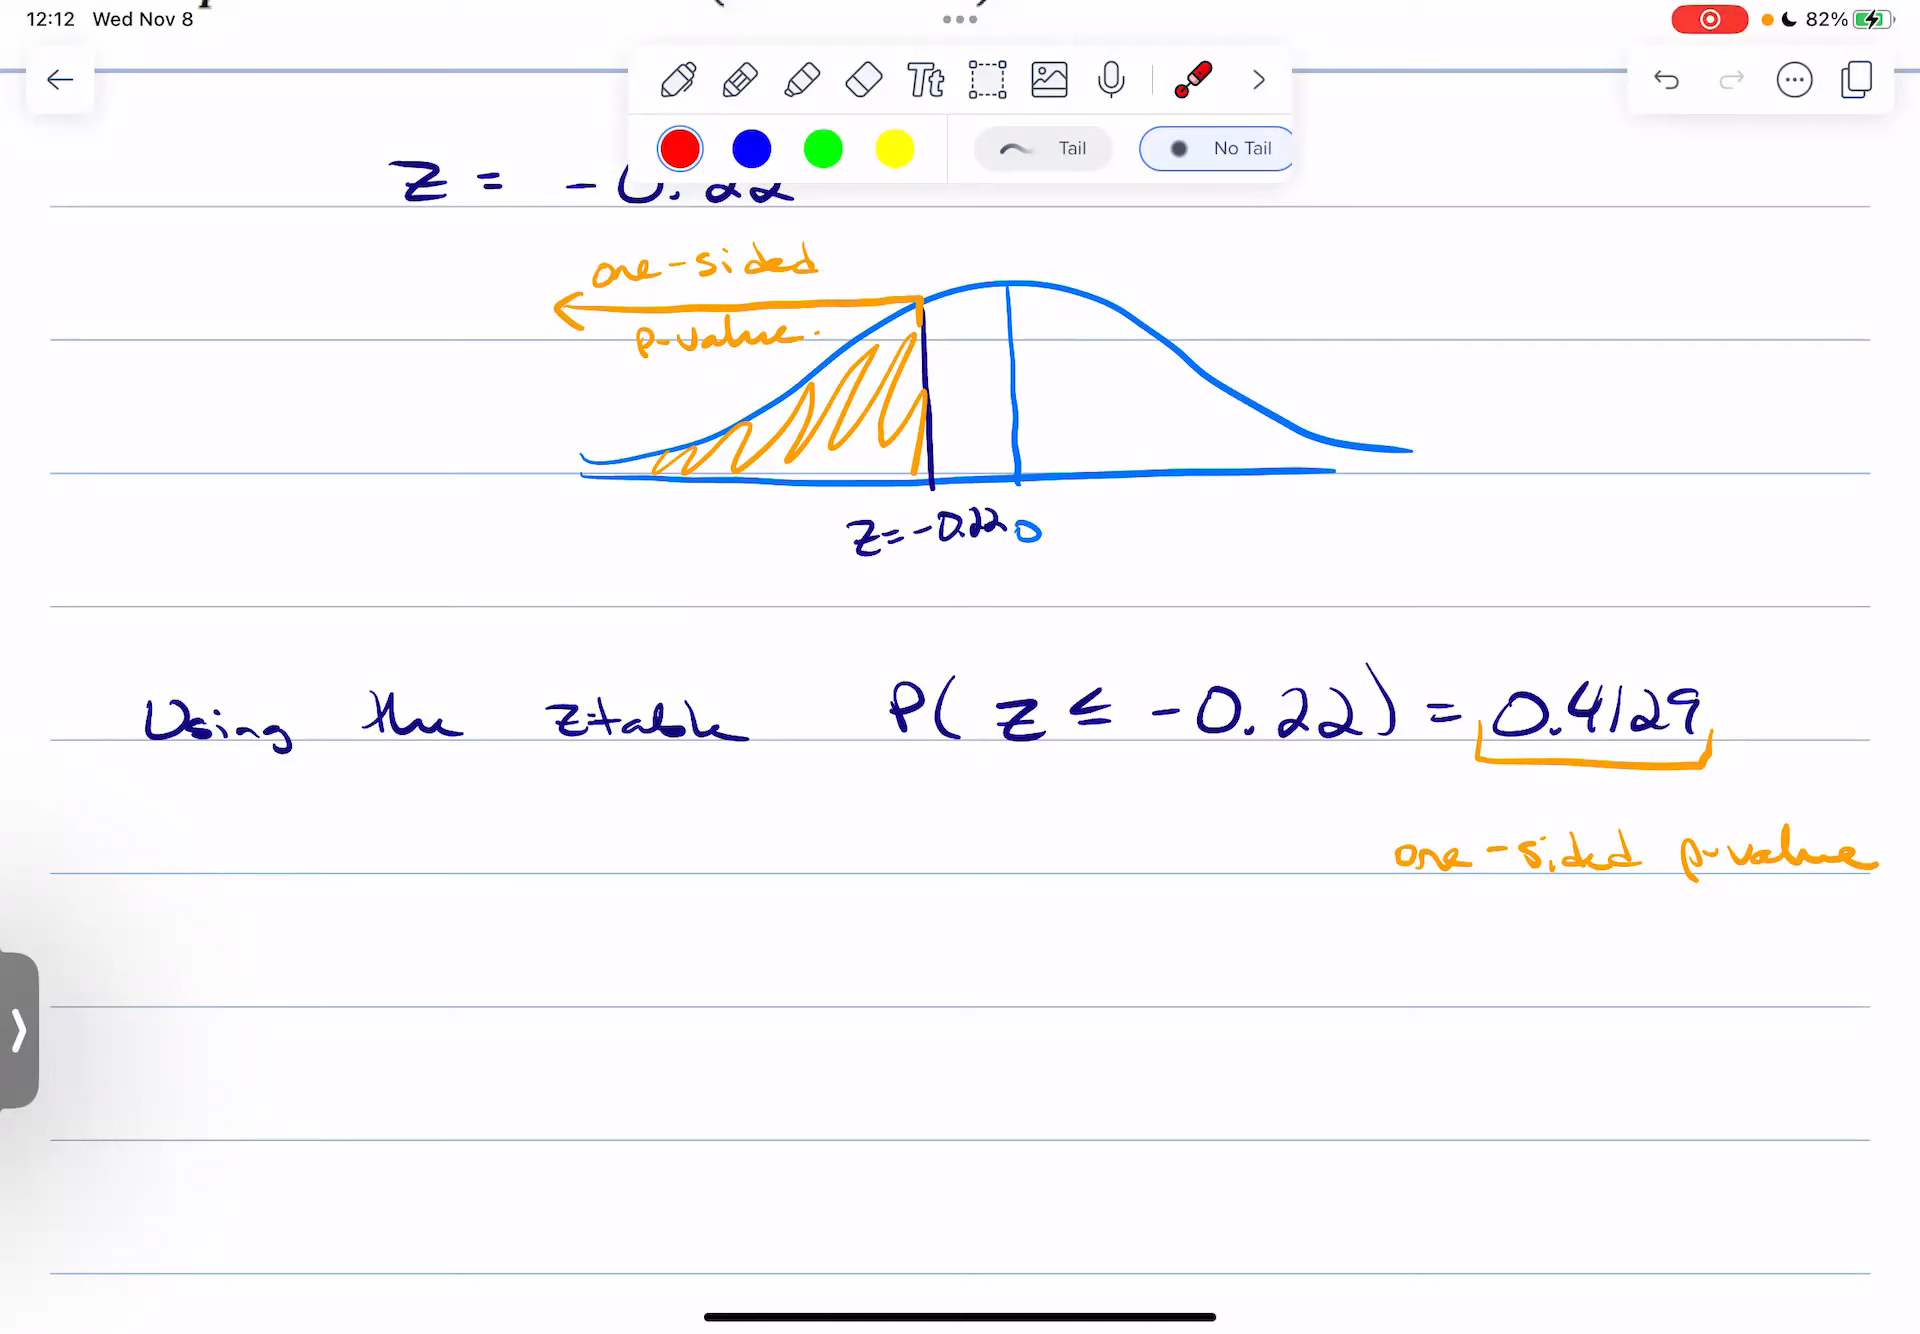 12:12 Wed Nov 8
82%
Tt
Tail
No Tail
z = -0.22
one-sided
p-value.
z=-0.22 0
Using the ztable P( z ≤ -0.22) = 0.4129
one-sided p-value